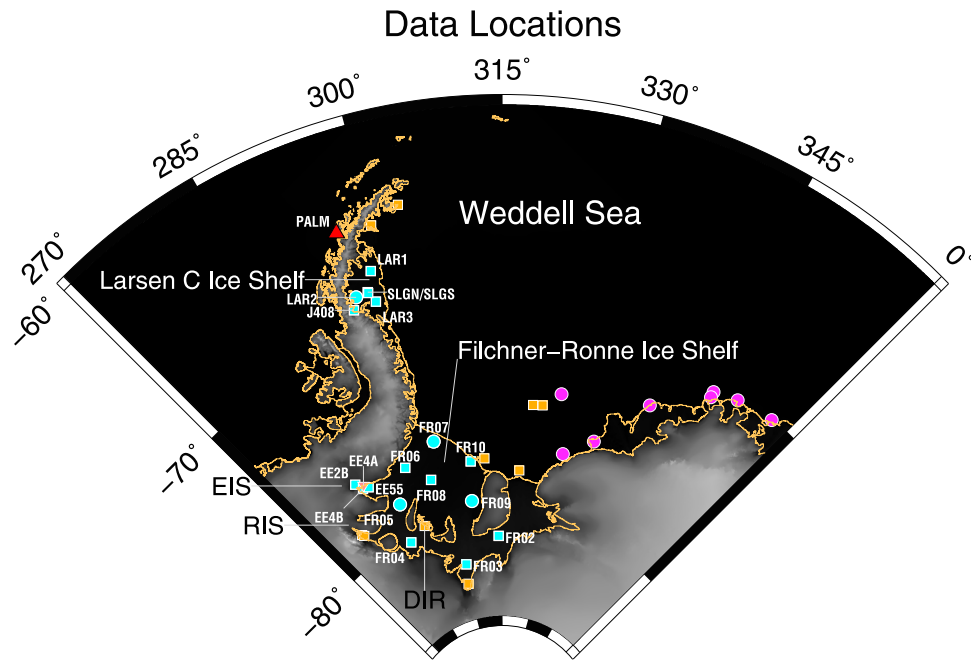 Data Locations
315°
300°
330°
285°
345°
270°
0°
−60°
−70°
−80°
PALM
Weddell Sea
LAR1
Larsen C Ice Shelf
LAR2
SLGN/SLGS
J408
LAR3
Filchner−Ronne Ice Shelf
FR07
FR10
FR06
EE4A
EE2B
EIS
EE55
FR08
FR09
EE4B
FR05
RIS
FR02
FR04
FR03
DIR